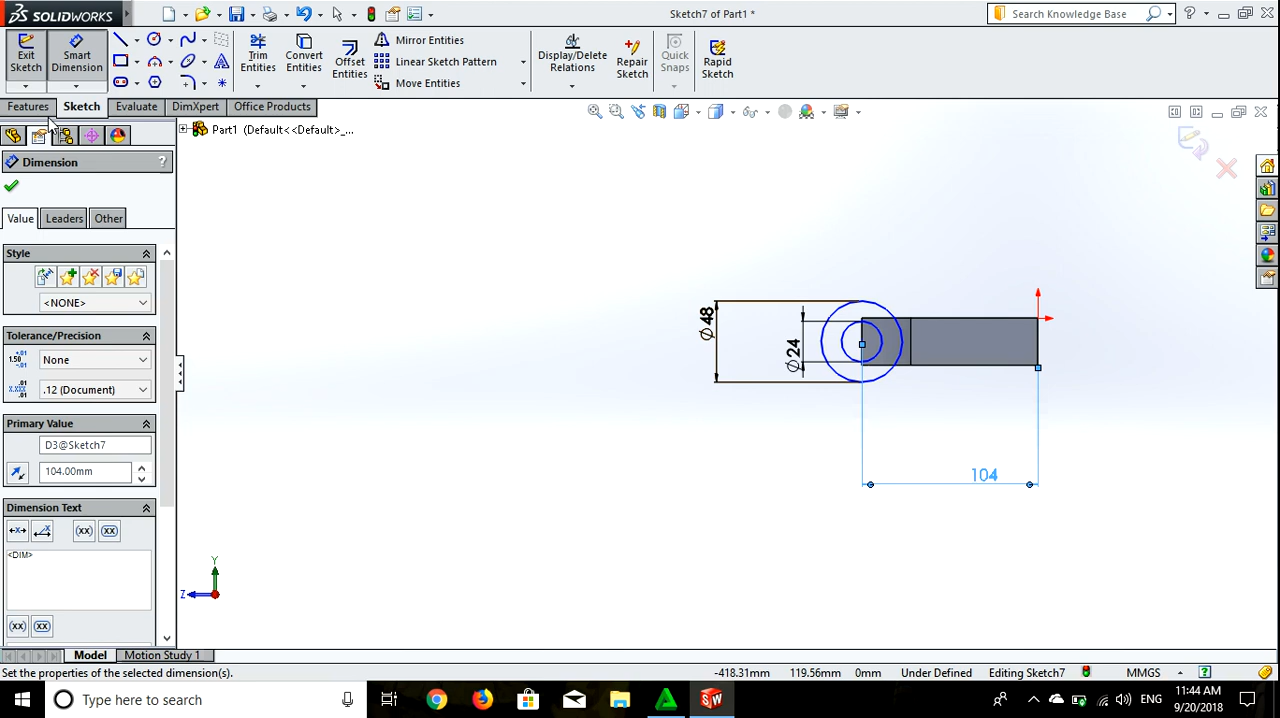 SOLIDWORKS
Sketch7 of Part1 *
Search Knowledge Base
?
Exit
Sketch
Smart
Dimension
Trim
Entities
Convert
Entities
Offset
Entities
Mirror Entities
Linear Sketch Pattern
Move Entities
Display/Delete
Relations
Repair
Sketch
Quick
Snaps
Rapid
Sketch
Features
Sketch
Evaluate
DimXpert
Office Products
Part1 (Default<<Default>_...
Dimension
?
Value
Leaders
Other
Style
<NONE>
Tolerance/Precision
None
.12 (Document)
Primary Value
D3@Sketch7
104.00mm
Dimension Text
<DIM>
Ø48
Ø24
104
Y
Z
Model
Motion Study 1
Set the properties of the selected dimension(s).
-418.31mm
119.56mm
0mm
Under Defined
Editing Sketch7
MMGS
?
Type here to search
SW
ENG
11:44 AM
9/20/2018